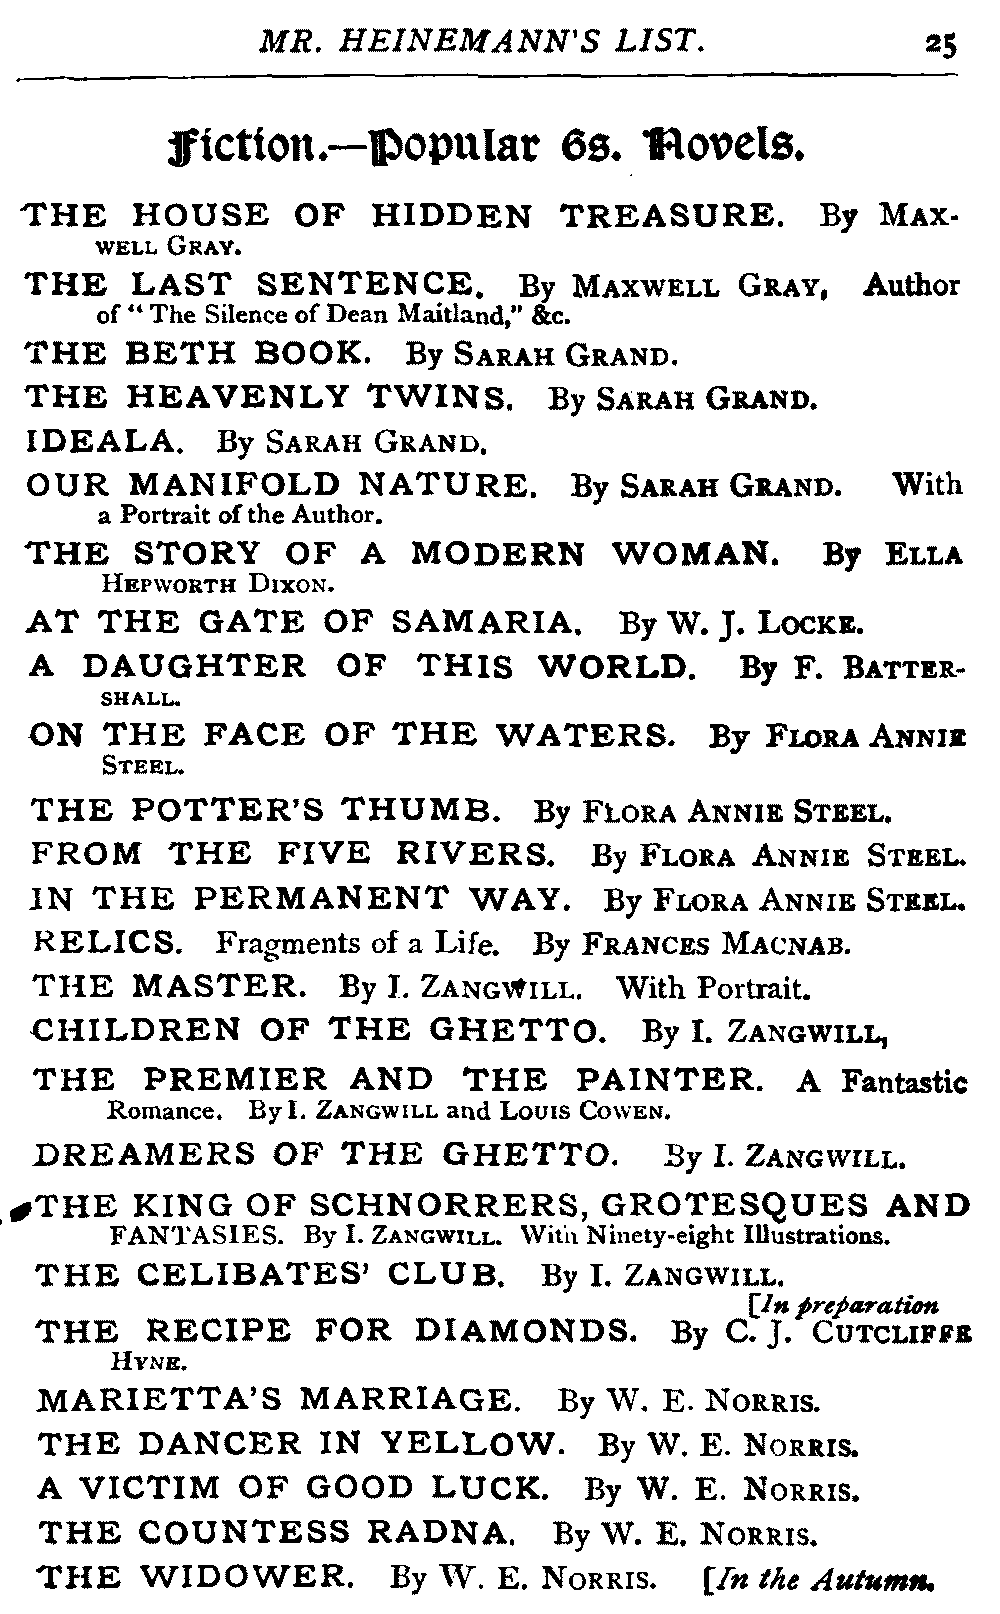 MR. HEINEMANN'S LIST. 25
Fiction.—Popular 6s. Novels.
THE HOUSE OF HIDDEN TREASURE. By MAX-
WELL GRAY.
THE LAST SENTENCE. By MAXWELL GRAY, Author
of "The Silence of Dean Maitland," &c.
THE BETH BOOK. By SARAH GRAND.
THE HEAVENLY TWINS. By SARAH GRAND.
IDEALA. By SARAH GRAND.
OUR MANIFOLD NATURE. By SARAH GRAND. With
a Portrait of the Author.
THE STORY OF A MODERN WOMAN. By ELLA
HEPWORTH DIXON.
AT THE GATE OF SAMARIA. By W. J. LOCKE.
A DAUGHTER OF THIS WORLD. By F. BATTER-
SHALL.
ON THE FACE OF THE WATERS. By FLORA ANNIE
STEEL.
THE POTTER'S THUMB. By FLORA ANNIE STEEL.
FROM THE FIVE RIVERS. By FLORA ANNIE STEEL.
IN THE PERMANENT WAY. By FLORA ANNIE STEEL.
RELICS. Fragments of a Life. By FRANCES MACNAB.
THE MASTER. By I. ZANGWILL. With Portrait.
CHILDREN OF THE GHETTO. By I. ZANGWILL,
THE PREMIER AND THE PAINTER. A Fantastic
Romance. By I. ZANGWILL and LOUIS COWEN.
DREAMERS OF THE GHETTO. By I. ZANGWILL.
THE KING OF SCHNORRERS, GROTESQUES AND
FANTASIES. By I. ZANGWILL. With Ninety-eight Illustrations.
THE CELIBATES' CLUB. By I. ZANGWILL.
[In preparation
THE RECIPE FOR DIAMONDS. By C. J. CUTCLIFFE
HYNE.
MARIETTA'S MARRIAGE. By W. E. NORRIS.
THE DANCER IN YELLOW. By W. E. NORRIS.
A VICTIM OF GOOD LUCK. By W. E. NORRIS.
THE COUNTESS RADNA. By W. E. NORRIS.
THE WIDOWER. By W. E. NORRIS. [In the Autumn.